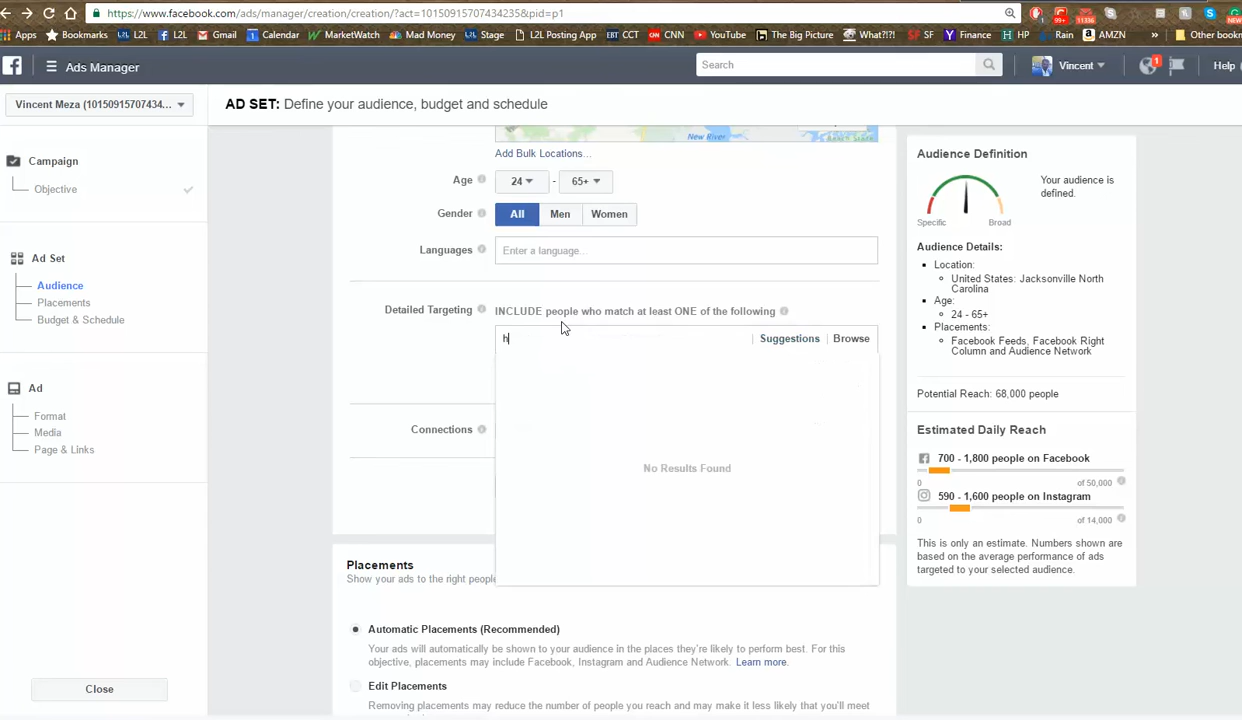 https://www.facebook.com/ads/manager/creation/creation/?act=101509157074342356&pid=p1
Apps Bookmarks L2L L2L Gmail Calendar MarketWatch Mad Money Stage L2L Posting App EBT CCT CNN YouTube The Big Picture What?!?! SF SF Finance HP Rain AMZN » Other bookn
Ads Manager Search Vincent 1 Help
Vincent Meza (10150915707434...
AD SET: Define your audience, budget and schedule
Campaign
Objective
Ad Set
Audience
Placements
Budget & Schedule
Ad
Format
Media
Page & Links
Close
New River
Add Bulk Locations...
Age 24 - 65+
Gender All Men Women
Languages Enter a language...
Detailed Targeting INCLUDE people who match at least ONE of the following
h Suggestions Browse
No Results Found
Connections
Placements
Show your ads to the right people
Automatic Placements (Recommended)
Your ads will automatically be shown to your audience in the places they're likely to perform best. For this
objective, placements may include Facebook, Instagram and Audience Network. Learn more.
Edit Placements
Removing placements may reduce the number of people you reach and may make it less likely that you'll meet
Audience Definition
Your audience is
defined.
Specific Broad
Audience Details:
Location:
United States: Jacksonville North
Carolina
Age:
24 - 65+
Placements:
Facebook Feeds, Facebook Right
Column and Audience Network
Potential Reach: 68,000 people
Estimated Daily Reach
700 - 1,800 people on Facebook
0 of 50,000
590 - 1,600 people on Instagram
0 of 14,000
This is only an estimate. Numbers shown are
based on the average performance of ads
targeted to your selected audience.